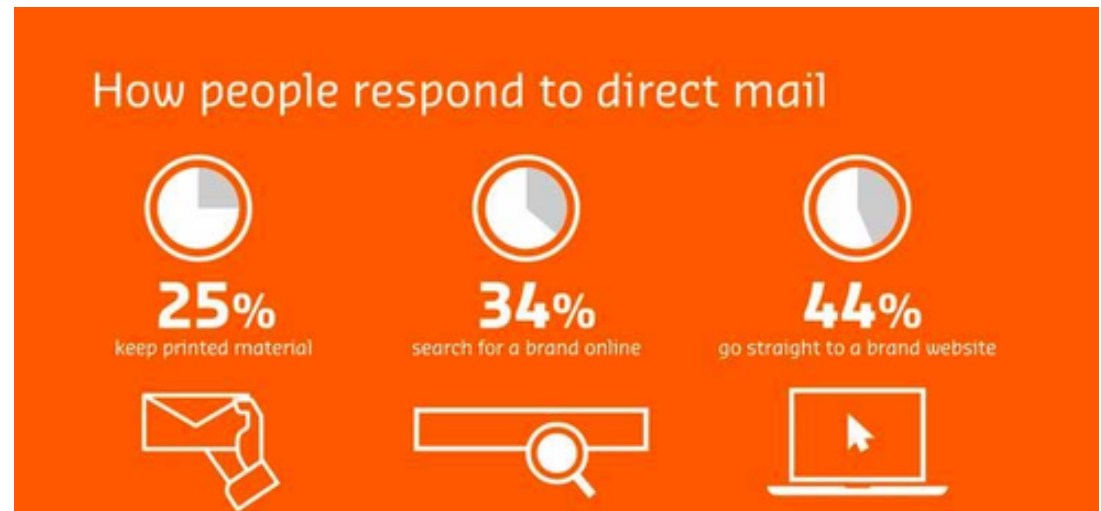 How people respond to direct mail
25% 34% 44%
keep printed material search for a brand online go straight to a brand website